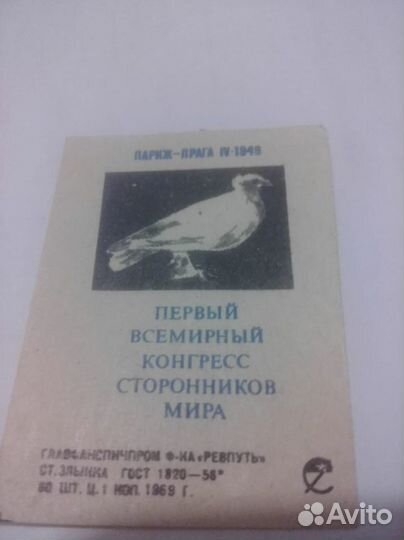 ПАРИЖ–ПРАГА IV·1949
ПЕРВЫЙ
ВСЕМИРНЫЙ
КОНГРЕСС
СТОРОННИКОВ
МИРА
ГЛАВФАНСПИЧПРОМ Ф-КА «РЕВПУТЬ»
СТ. ЗЛЫНКА ГОСТ 1820–56*
60 ШТ. Ц. 1 КОП. 1969 Г.
Avito